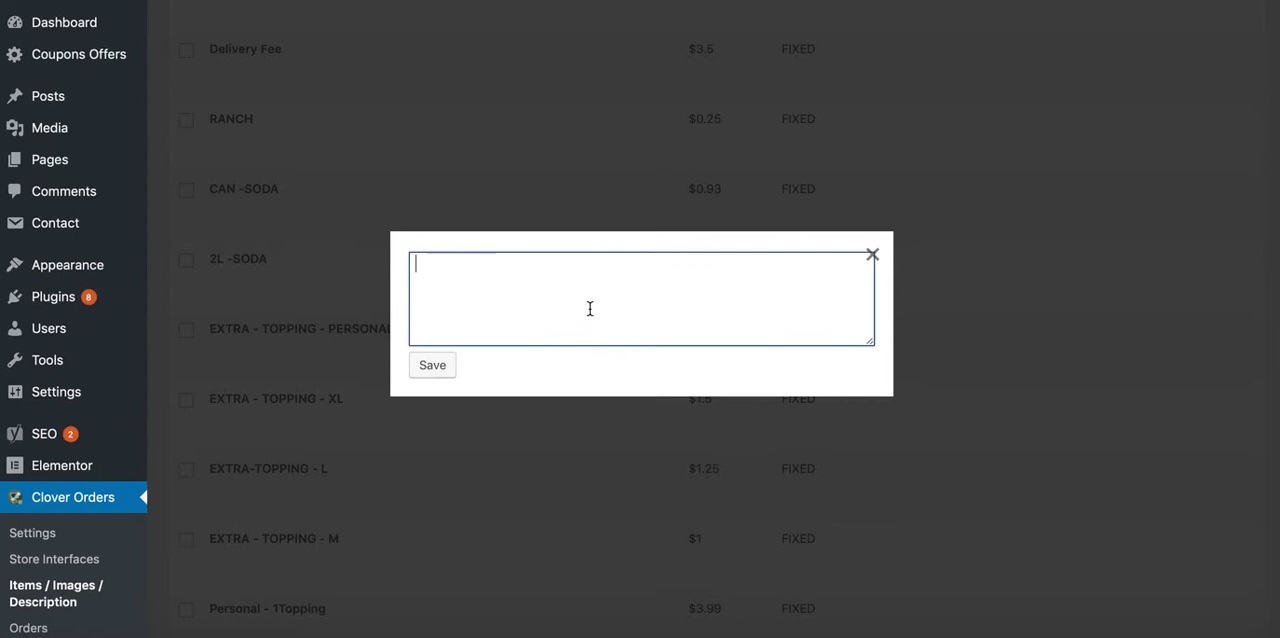 Dashboard
Coupons Offers
Posts
Media
Pages
Comments
Contact
Appearance
Plugins 8
Users
Tools
Settings
SEO 2
Elementor
Clover Orders
Settings
Store Interfaces
Items / Images /
Description
Orders
Delivery Fee $3.5 FIXED
RANCH $0.25 FIXED
CAN -SODA $0.93 FIXED
2L -SODA
EXTRA - TOPPING - PERSONAL
Save
EXTRA - TOPPING - XL $1.5 FIXED
EXTRA-TOPPING - L $1.25 FIXED
EXTRA - TOPPING - M $1 FIXED
Personal - 1Topping $3.99 FIXED